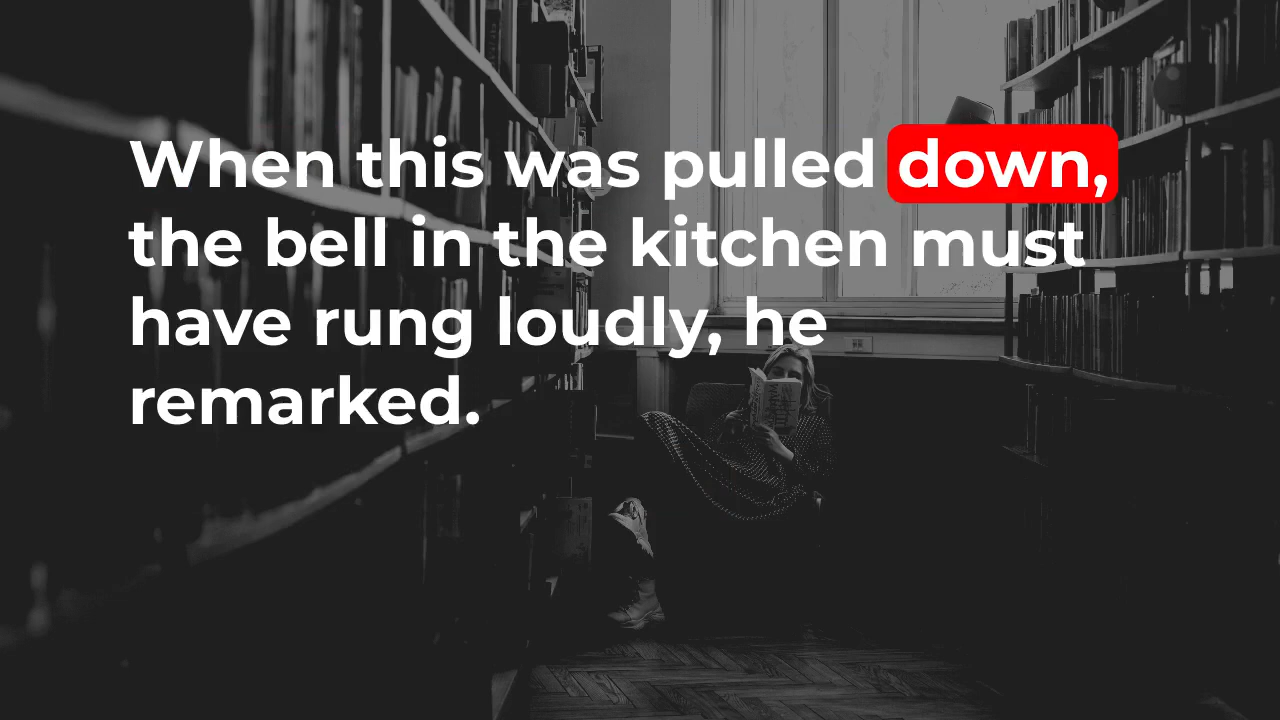 When this was pulled down,
the bell in the kitchen must
have rung loudly, he
remarked.